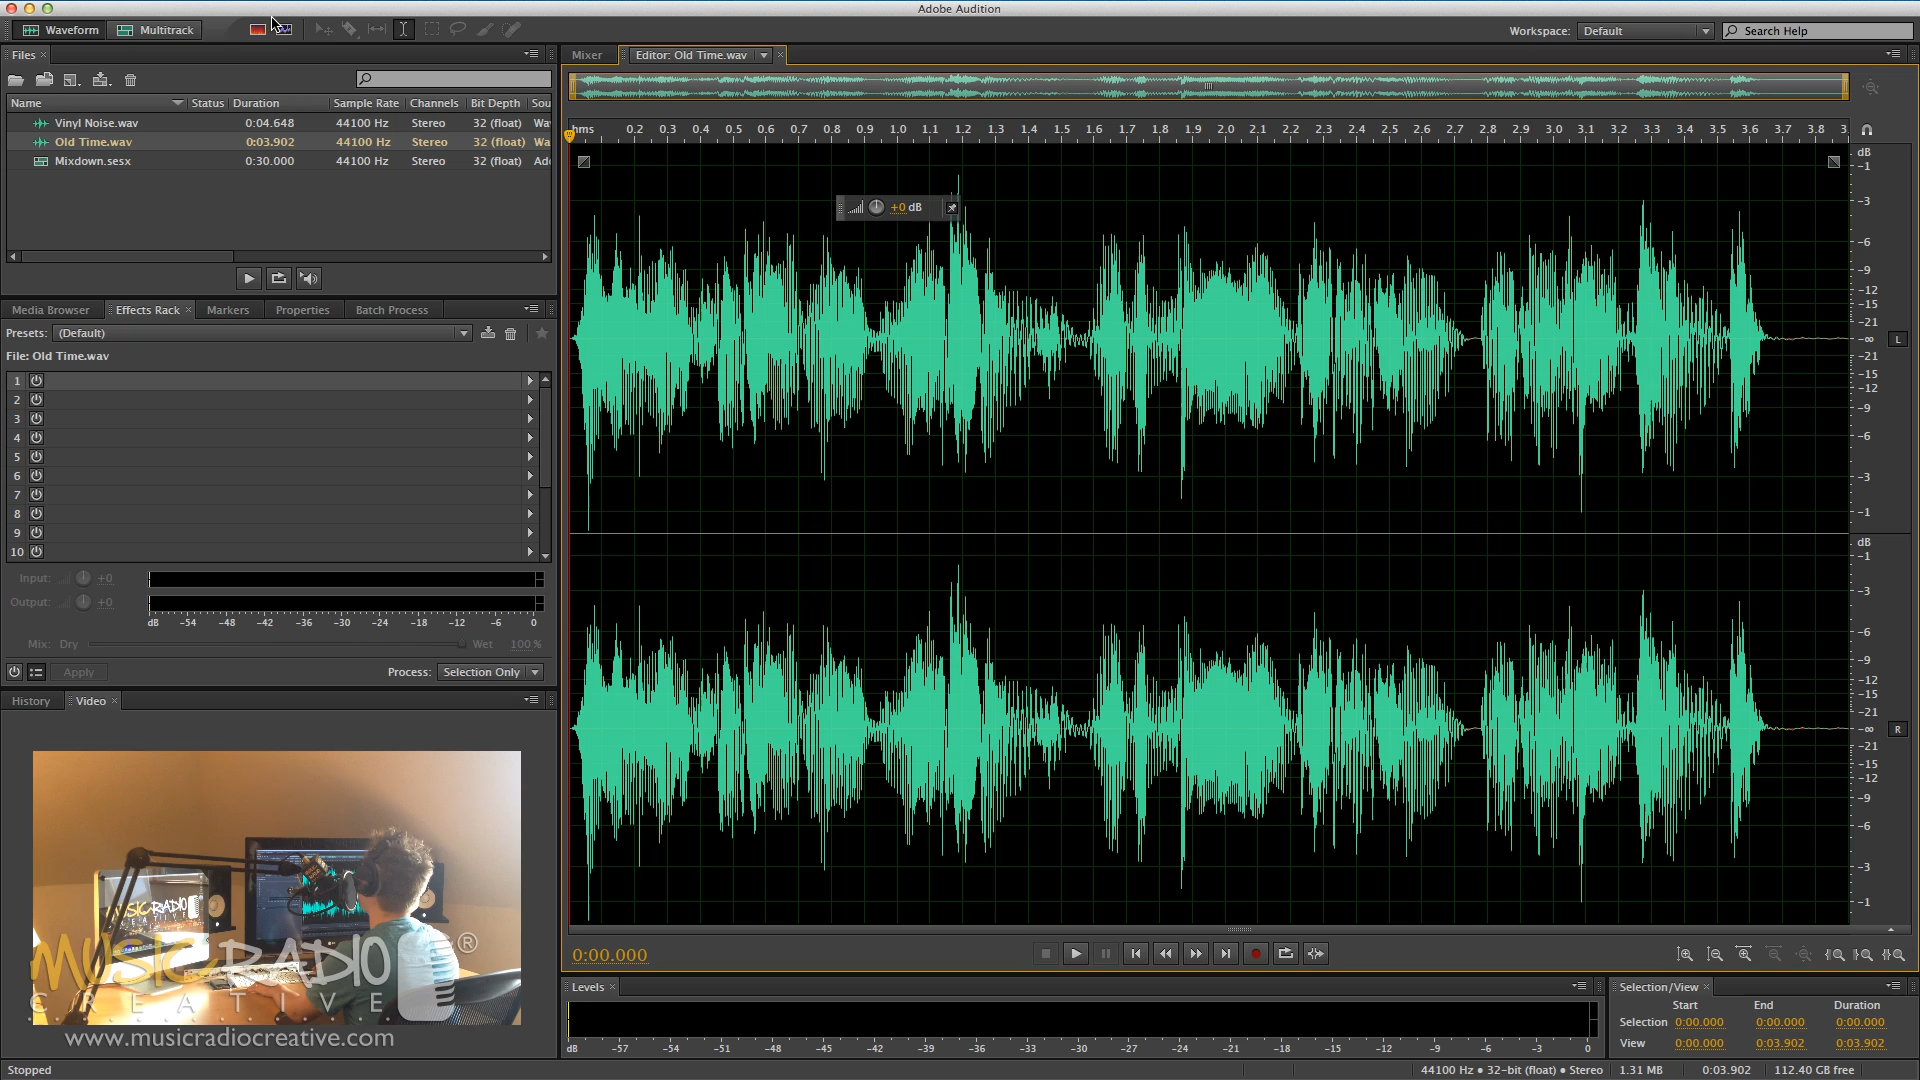 Adobe Audition
Waveform Multitrack Workspace: Default Search Help
Files
Name Status Duration Sample Rate Channels Bit Depth Sou
Vinyl Noise.wav 0:04.648 44100 Hz Stereo 32 (float) Wa
Old Time.wav 0:03.902 44100 Hz Stereo 32 (float) Wa
Mixdown.sesx 0:30.000 44100 Hz Stereo 32 (float) Ado
Media Browser Effects Rack Markers Properties Batch Process
Presets: (Default)
File: Old Time.wav
1
2
3
4
5
6
7
8
9
10
Input: +0
Output: +0
dB -54 -48 -42 -36 -30 -24 -18 -12 -6 0
Mix: Dry Wet 100 %
Apply Process: Selection Only
History Video
MUSIC RADIO
CREATIVE
MUSIC RADIO ®
CREATIVE
www.musicradiocreative.com
Mixer Editor: Old Time.wav
hms 0.2 0.3 0.4 0.5 0.6 0.7 0.8 0.9 1.0 1.1 1.2 1.3 1.4 1.5 1.6 1.7 1.8 1.9 2.0 2.1 2.2 2.3 2.4 2.5 2.6 2.7 2.8 2.9 3.0 3.1 3.2 3.3 3.4 3.5 3.6 3.7 3.8 3.
+0 dB
dB
-1
-3
-6
-9
-12
-15
-21
-∞ L
-21
-15
-12
-9
-6
-3
-1
dB
-1
-3
-6
-9
-12
-15
-21
-∞ R
-21
-15
-12
-9
-6
-3
-1
0:00.000
Levels
dB -57 -54 -51 -48 -45 -42 -39 -36 -33 -30 -27 -24 -21 -18 -15 -12 -9 -6 -3 0
Selection/View
Start End Duration
Selection 0:00.000 0:00.000 0:00.000
View 0:00.000 0:03.902 0:03.902
Stopped 44100 Hz • 32-bit (float) • Stereo 1.31 MB 0:03.902 112.40 GB free